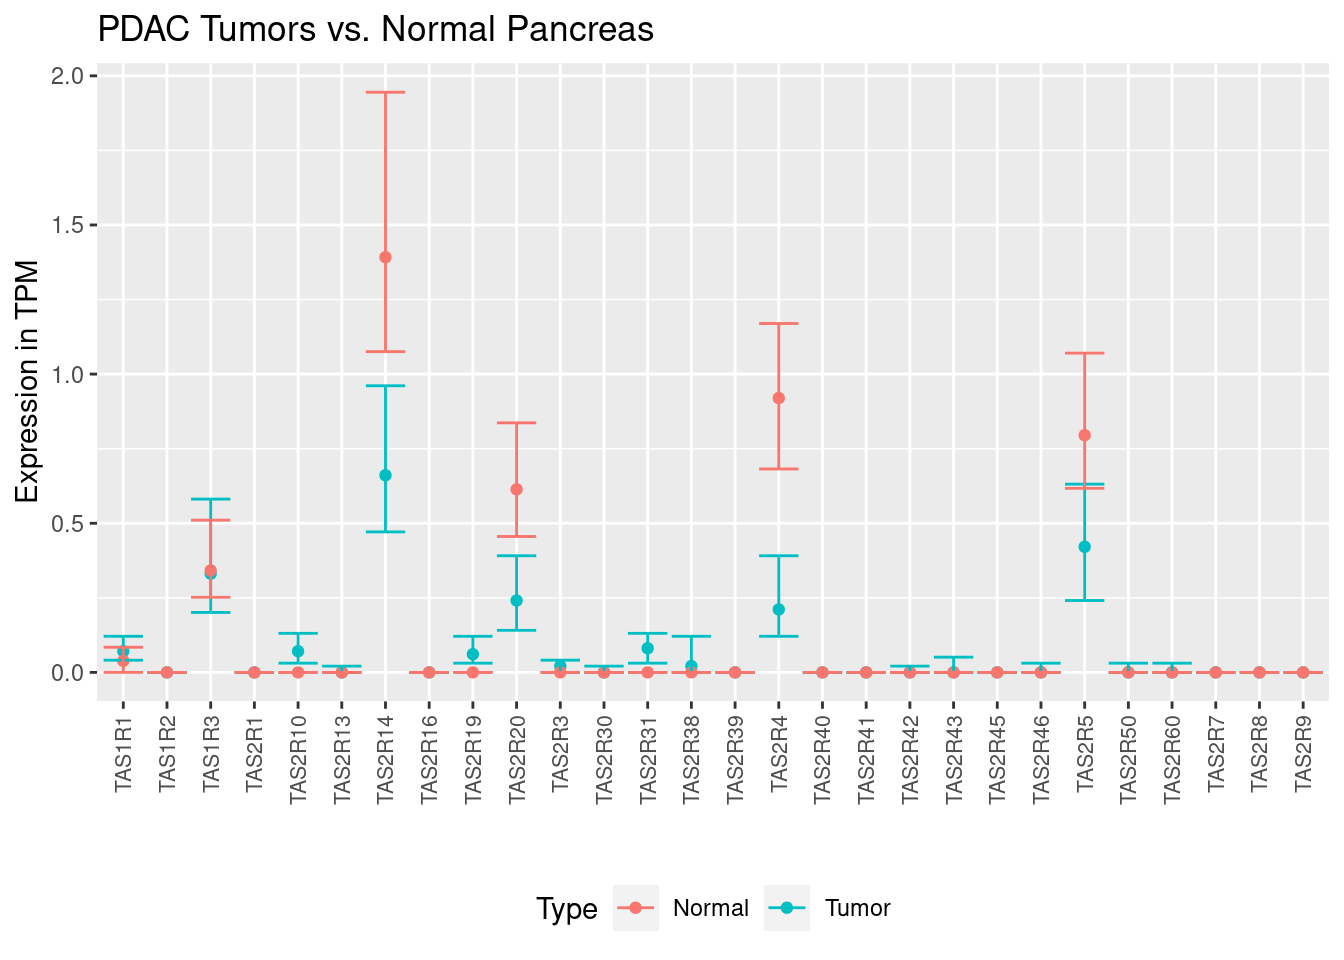 PDAC Tumors vs. Normal Pancreas
Expression in TPM
2.0
1.5
1.0
0.5
0.0
TAS1R1
TAS1R2
TAS1R3
TAS2R1
TAS2R10
TAS2R13
TAS2R14
TAS2R16
TAS2R19
TAS2R20
TAS2R3
TAS2R30
TAS2R31
TAS2R38
TAS2R39
TAS2R4
TAS2R40
TAS2R41
TAS2R42
TAS2R43
TAS2R45
TAS2R46
TAS2R5
TAS2R50
TAS2R60
TAS2R7
TAS2R8
TAS2R9
Type Normal Tumor